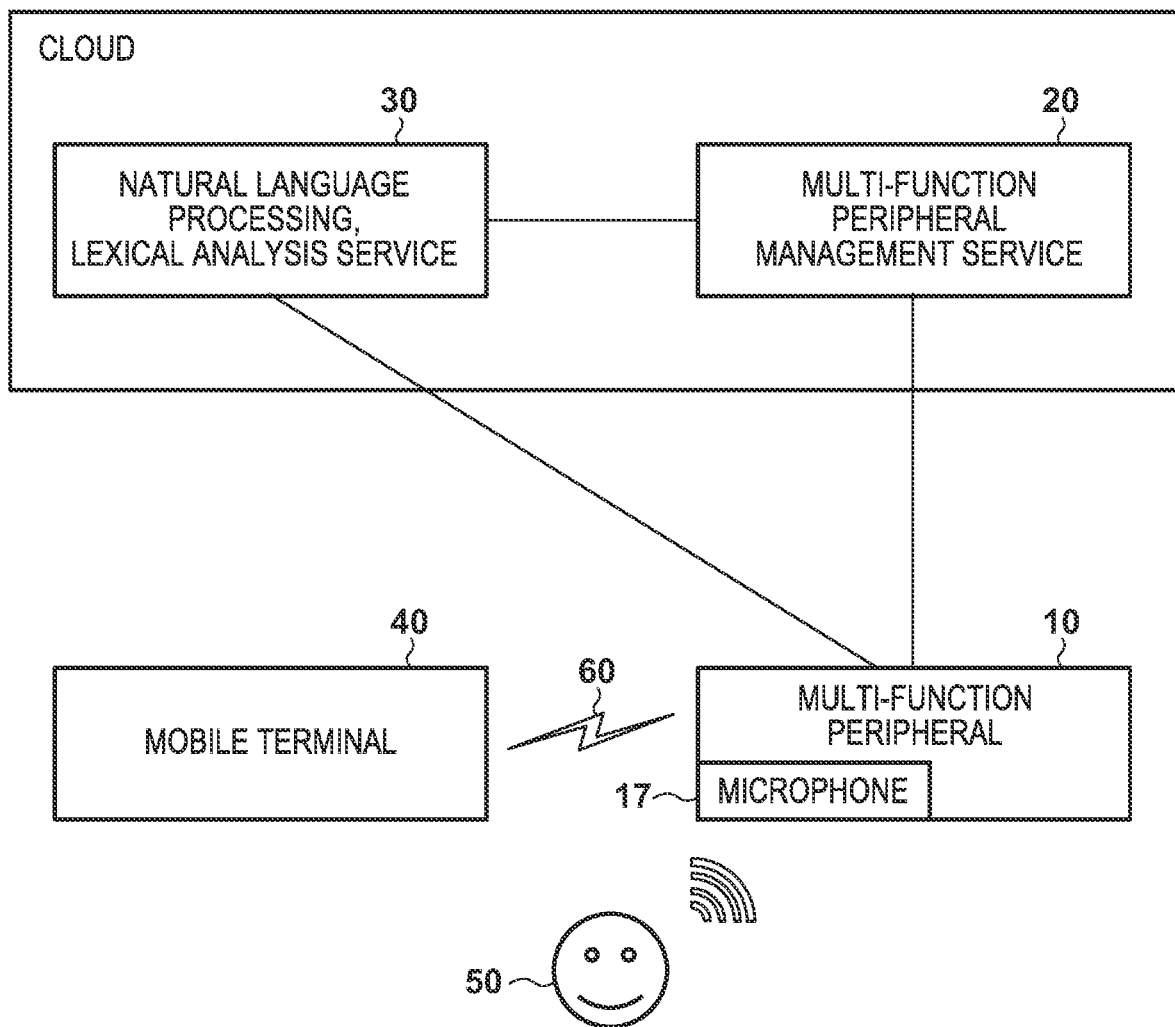 CLOUD
30
20
NATURAL LANGUAGE
PROCESSING,
LEXICAL ANALYSIS SERVICE
MULTI-FUNCTION
PERIPHERAL
MANAGEMENT SERVICE
40
60
10
MOBILE TERMINAL
MULTI-FUNCTION
PERIPHERAL
17
MICROPHONE
50